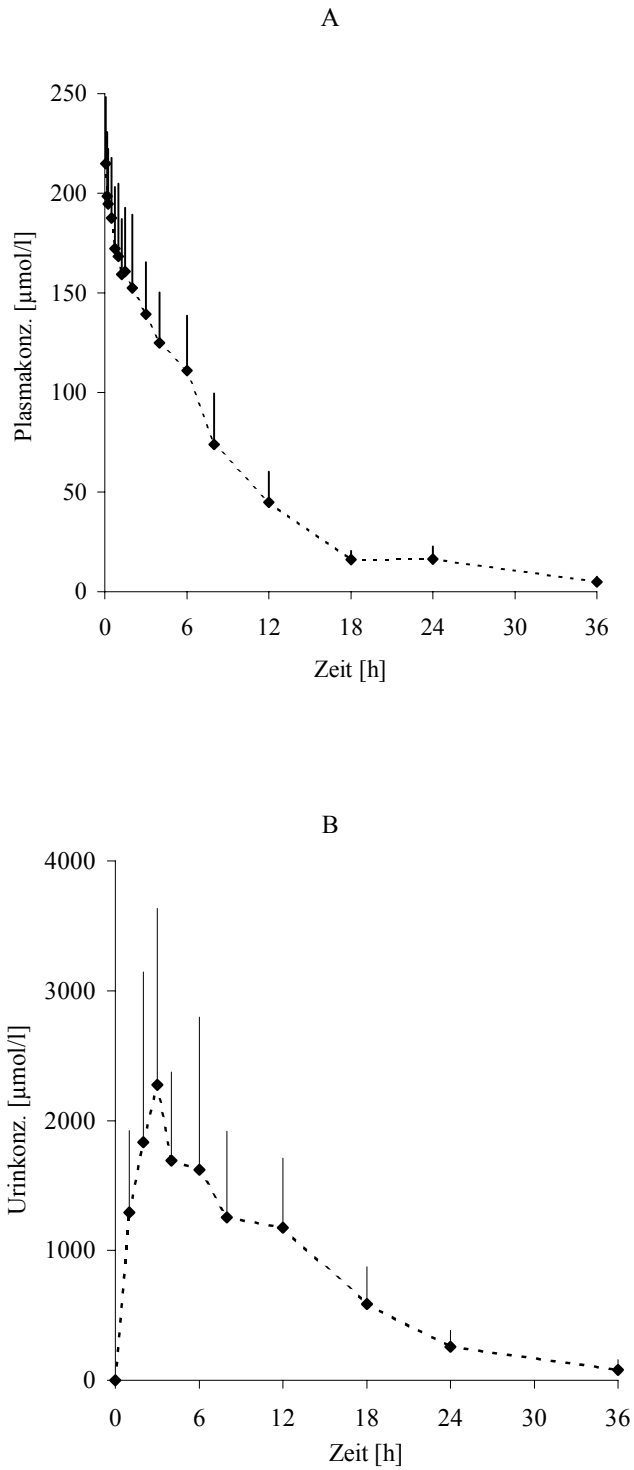 A
Plasmakonz. [µmol/l]
250
200
150
100
50
0
0 6 12 18 24 30 36
Zeit [h]
B
Urinkonz. [µmol/l]
4000
3000
2000
1000
0
0 6 12 18 24 30 36
Zeit [h]